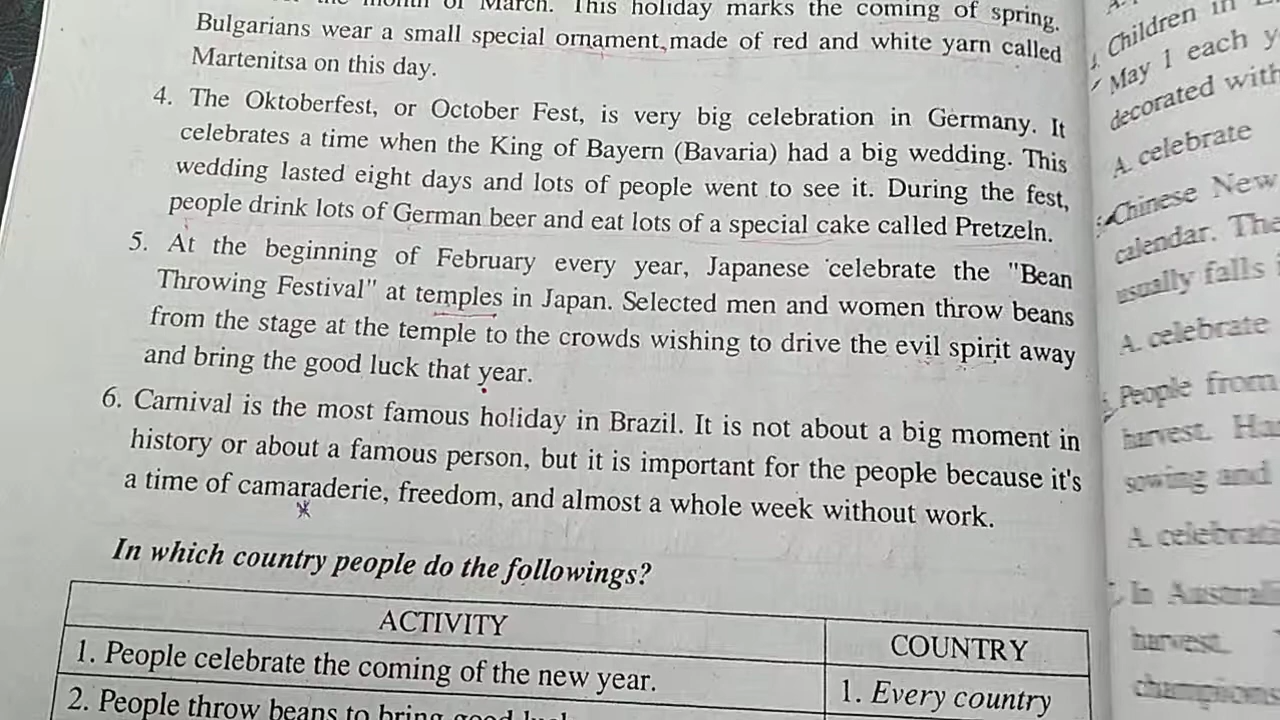 the month of March. This holiday marks the coming of spring.
Bulgarians wear a small special ornament, made of red and white yarn called
Martenitsa on this day.
4. The Oktoberfest, or October Fest, is very big celebration in Germany. It
celebrates a time when the King of Bayern (Bavaria) had a big wedding. This
wedding lasted eight days and lots of people went to see it. During the fest,
people drink lots of German beer and eat lots of a special cake called Pretzeln.
5. At the beginning of February every year, Japanese celebrate the "Bean
Throwing Festival" at temples in Japan. Selected men and women throw beans
from the stage at the temple to the crowds wishing to drive the evil spirit away
and bring the good luck that year.
6. Carnival is the most famous holiday in Brazil. It is not about a big moment in
history or about a famous person, but it is important for the people because it's
a time of camaraderie, freedom, and almost a whole week without work.
In which country people do the followings?
ACTIVITY
COUNTRY
1. People celebrate the coming of the new year.
1. Every country
2. People throw beans to bring good
Children in
May 1 each
decorated with
A. celebrate
Chinese New
calendar. The
usually falls
A. celebrate
People from
harvest.
sowing and
A.
In
harvest.